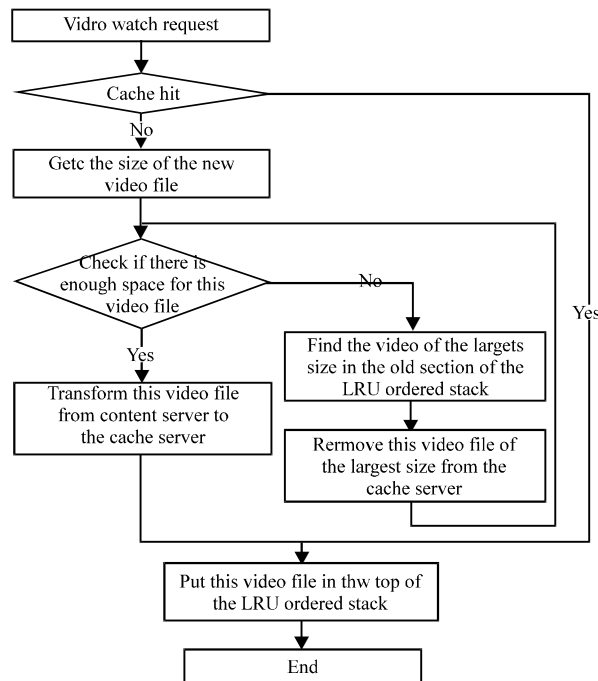 Vidro watch request
Cache hit
No
Getc the size of the new
video file
Check if there is
enough space for this
video file
No
Yes
Yes
Find the video of the largets
size in the old section of the
LRU ordered stack
Transform this video file
from content server to
the cache server
Rermove this video file of
the largest size from the
cache server
Put this video file in thw top of
the LRU ordered stack
End